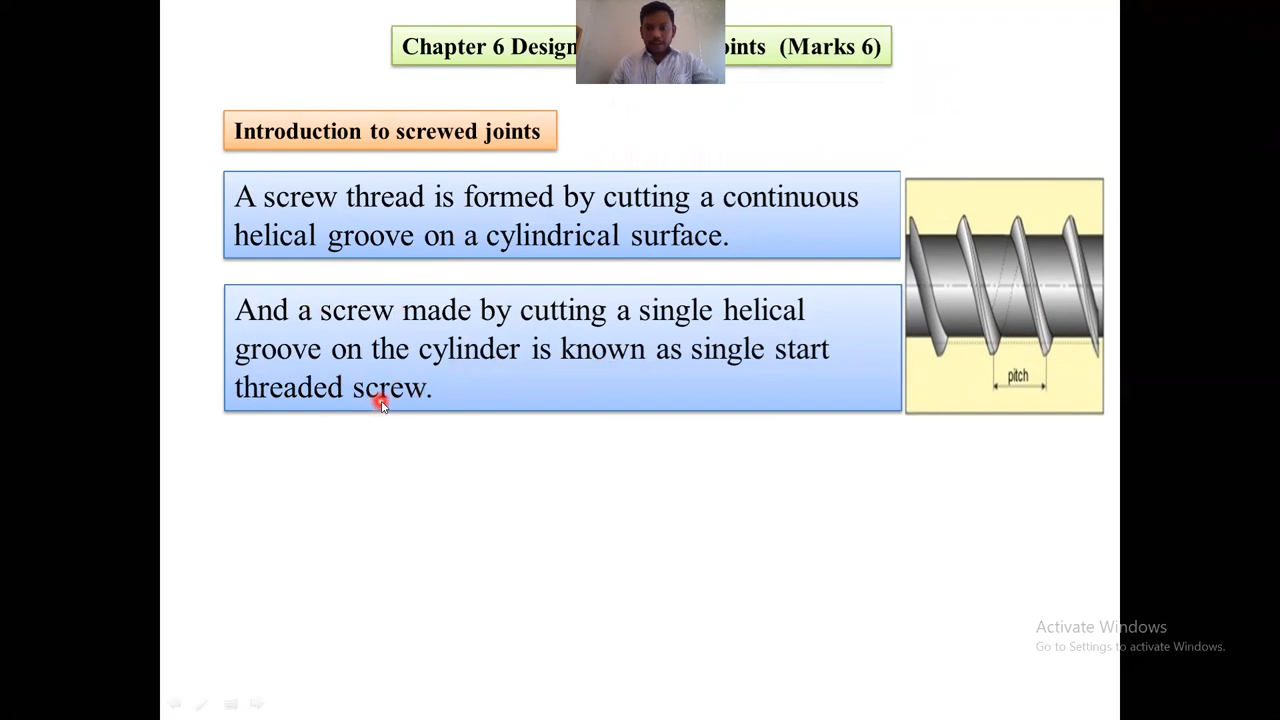 Chapter 6 Design oints (Marks 6)
Introduction to screwed joints
A screw thread is formed by cutting a continuous
helical groove on a cylindrical surface.
And a screw made by cutting a single helical
groove on the cylinder is known as single start
threaded screw.
pitch
Activate Windows
Go to Settings to activate Windows.